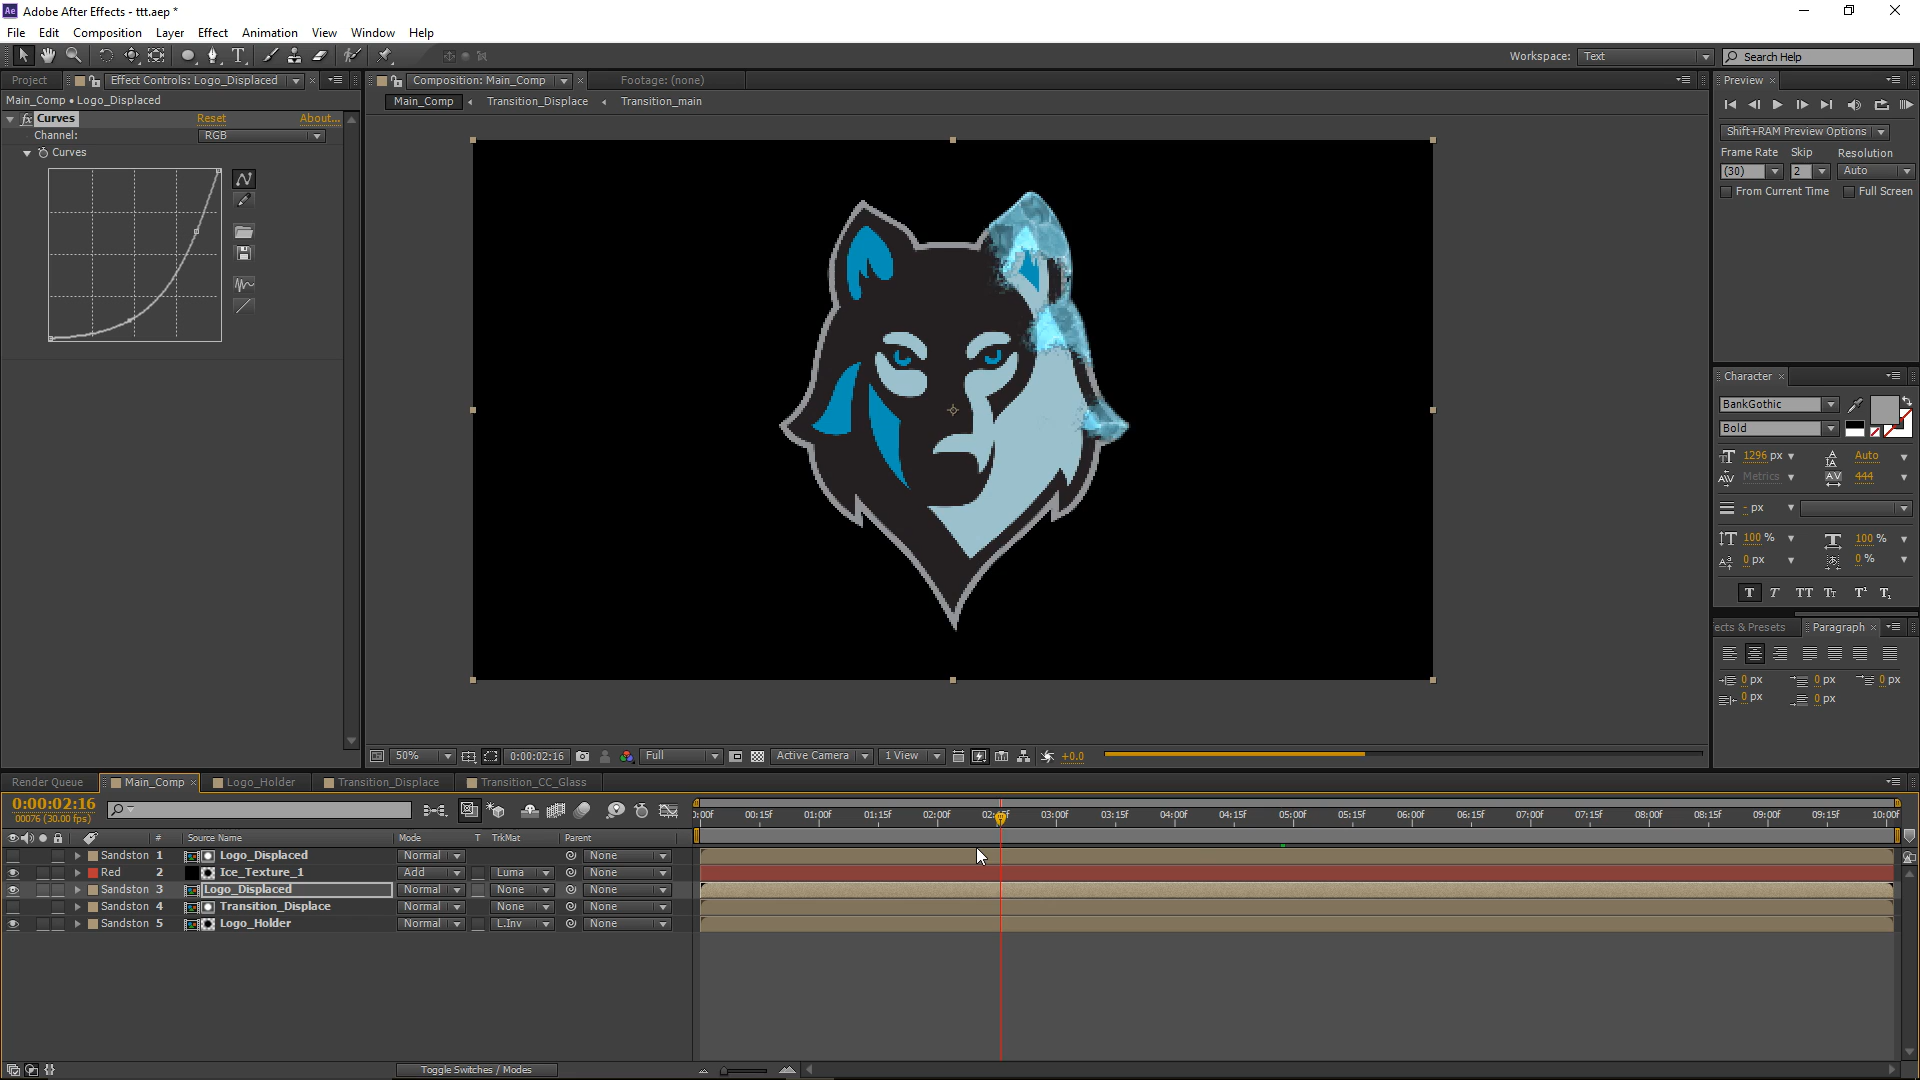 Adobe After Effects - ttt.aep *
File Edit Composition Layer Effect Animation View Window Help
Workspace: Text Search Help
Project Effect Controls: Logo_Displaced Composition: Main_Comp Footage: (none) Preview
Main_Comp • Logo_Displaced
Main_Comp Transition_Displace Transition_main
fx Curves Reset About...
Channel: RGB
Curves
Shift+RAM Preview Options
Frame Rate Skip Resolution
(30) 2 Auto
From Current Time Full Screen
Character
BankGothic
Bold
1296 px Auto
Metrics 444
- px
100 % 100 %
0 px 0 %
T T TT Tt T¹ T₁
ects & Presets Paragraph
0 px 0 px 0 px
0 px 0 px
50% 0:00:02:16 Full Active Camera 1 View +0.0
Render Queue Main_Comp Logo_Holder Transition_Displace Transition_CC_Glass
0:00:02:16
00076 (30.00 fps)
00:15f 01:00f 01:15f 02:00f 03:00f 03:15f 04:00f 04:15f 05:00f 05:15f 06:00f 06:15f 07:00f 07:15f 08:00f 08:15f 09:00f 09:15f 10:00f
# Source Name Mode T TrkMat Parent
Sandston 1 Logo_Displaced Normal None
Red 2 Ice_Texture_1 Add Luma None
Sandston 3 Logo_Displaced Normal None None
Sandston 4 Transition_Displace Normal None None
Sandston 5 Logo_Holder Normal L.Inv None
Toggle Switches / Modes